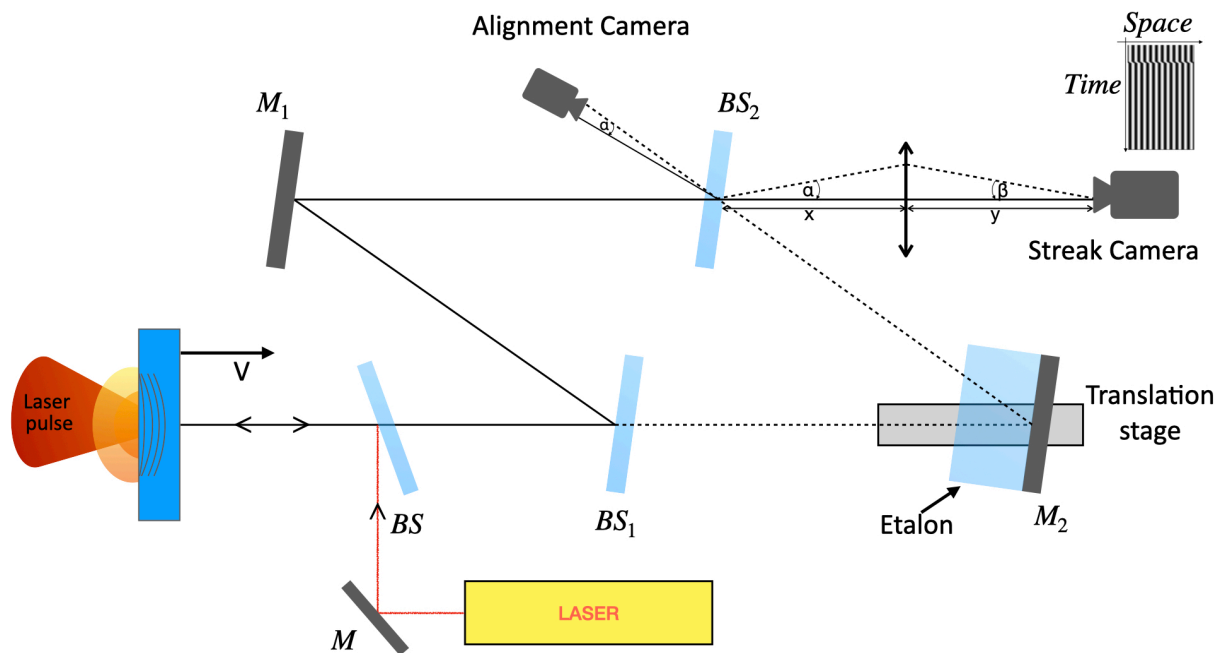 Alignment Camera
Space
Time
M₁
BS₂
α
α
β
x
y
Streak Camera
Laser
pulse
V
Translation
stage
BS
BS₁
Etalon
M₂
M
LASER